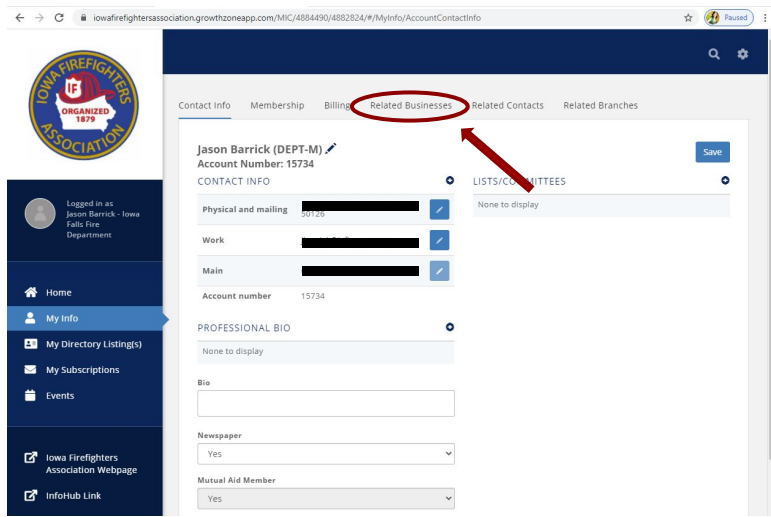 iowafirefightersassociation.growthzoneapp.com/MIC/4884490/4882824/#/MyInfo/AccountContactInfo
Paused
IOWA FIREFIGHTERS ASSOCIATION
IF
ORGANIZED
1879
Contact Info Membership Billing Related Businesses Related Contacts Related Branches
Jason Barrick (DEPT-M)
Account Number: 15734
Save
CONTACT INFO
LISTS/COMMITTEES
Physical and mailing
50126
None to display
Work
Main
Account number 15734
PROFESSIONAL BIO
None to display
Bio
Newspaper
Yes
Mutual Aid Member
Yes
Logged in as
Jason Barrick - Iowa
Falls Fire
Department
Home
My Info
My Directory Listing(s)
My Subscriptions
Events
Iowa Firefighters
Association Webpage
InfoHub Link